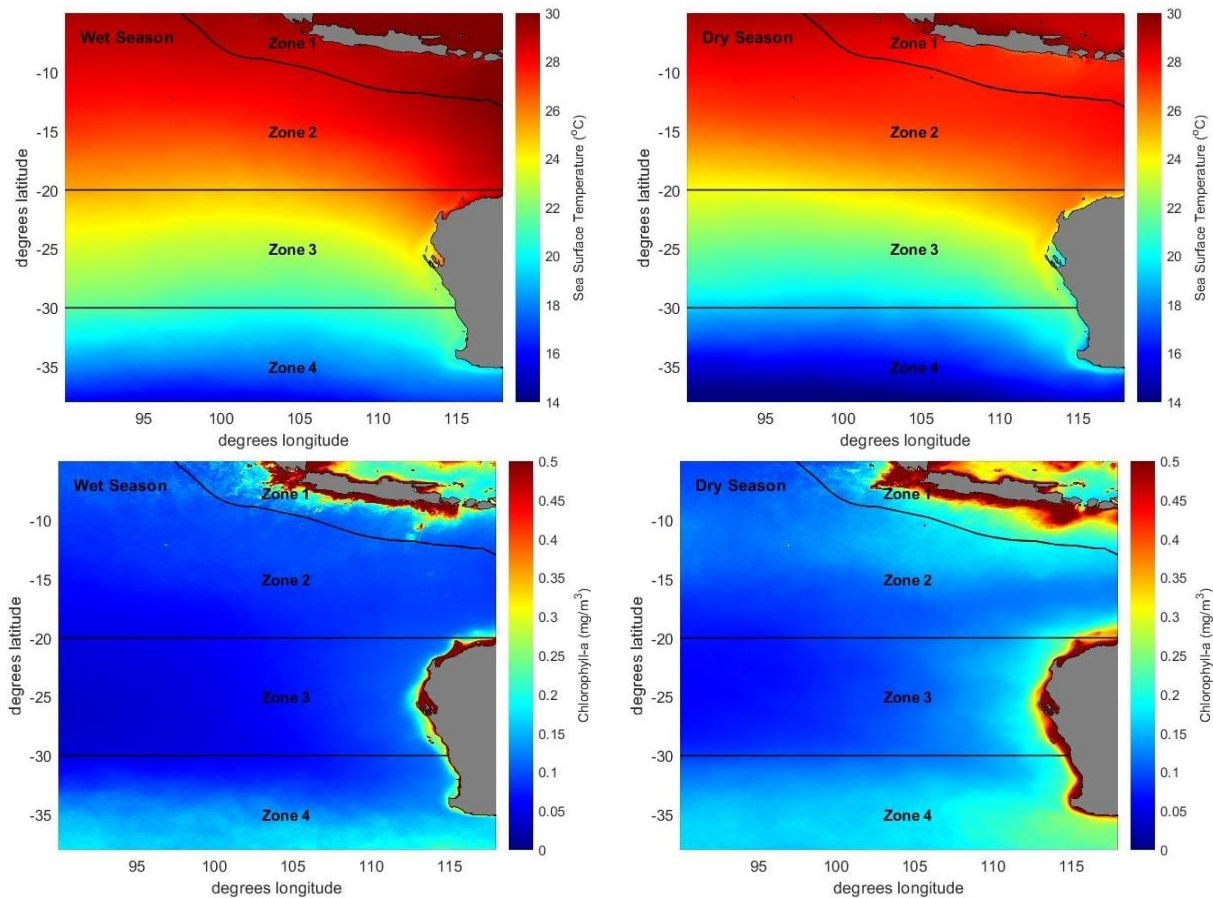 Wet Season
Zone 1
Zone 2
Zone 3
Zone 4
-10
-15
-20
-25
-30
-35
95
100
105
110
115
degrees latitude
degrees longitude
30
28
26
24
22
20
18
16
14
Sea Surface Temperature (°C)
Dry Season
Zone 1
Zone 2
Zone 3
Zone 4
-10
-15
-20
-25
-30
-35
95
100
105
110
115
degrees latitude
degrees longitude
30
28
26
24
22
20
18
16
14
Sea Surface Temperature (°C)
Wet Season
Zone 1
Zone 2
Zone 3
Zone 4
-10
-15
-20
-25
-30
-35
95
100
105
110
115
degrees latitude
degrees longitude
0.5
0.45
0.4
0.35
0.3
0.25
0.2
0.15
0.1
0.05
0
Chlorophyll-a (mg/m³)
Dry Season
Zone 1
Zone 2
Zone 3
Zone 4
-10
-15
-20
-25
-30
-35
95
100
105
110
115
degrees latitude
degrees longitude
0.5
0.45
0.4
0.35
0.3
0.25
0.2
0.15
0.1
0.05
0
Chlorophyll-a (mg/m³)